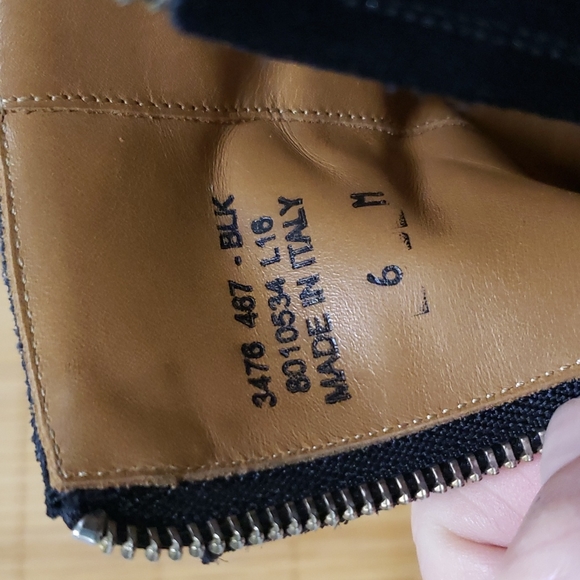 3476 467 - BLK
8010534 L16
MADE IN ITALY
6 M